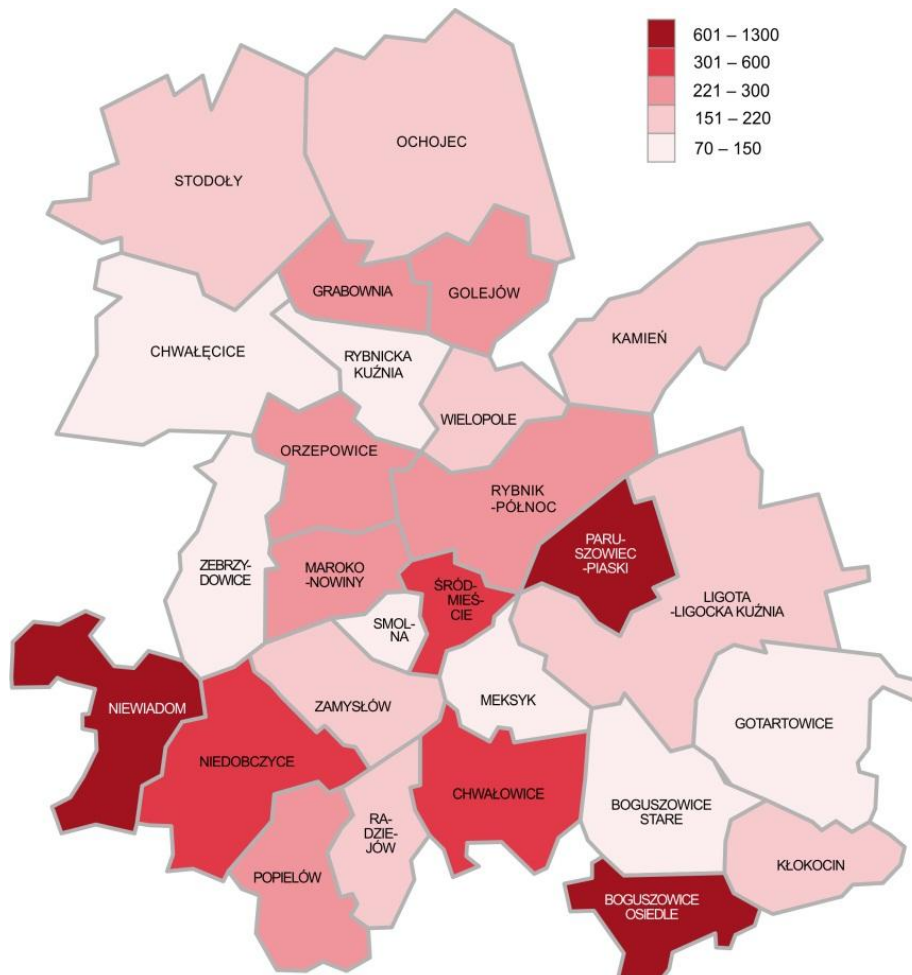 601 – 1300
301 – 600
221 – 300
151 – 220
70 – 150
OCHOJEC
STODOŁY
GRABOWNIA
GOLEJÓW
KAMIEŃ
CHWAŁĘCICE
RYBNICKA
KUŹNIA
WIELOPOLE
ORZEPOWICE
RYBNIK
-PÓŁNOC
PARU-
SZOWIEC
-PIASKI
ZEBRZY-
DOWICE
MAROKO
-NOWINY
ŚRÓD-
MIEŚ-
CIE
SMOL-
NA
LIGOTA
-LIGOCKA KUŹNIA
NIEWIADOM
ZAMYSŁÓW
MEKSYK
GOTARTOWICE
NIEDOBCZYCE
CHWAŁOWICE
BOGUSZOWICE
STARE
RA-
DZIE-
JÓW
POPIELÓW
KŁOKOCIN
BOGUSZOWICE
OSIEDLE